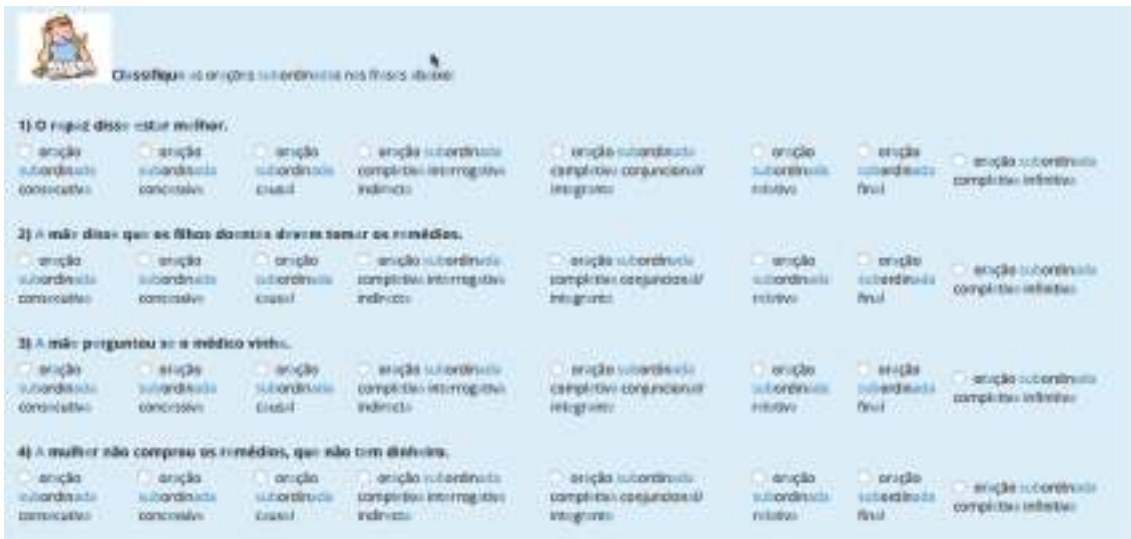 Classifique as orações subordinadas nas frases abaixo:
1) O rapaz disse estar melhor.
oração subordinada consecutiva
oração subordinada concessiva
oração subordinada causal
oração subordinada completiva interrogativa indirecta
oração subordinada completiva conjuncional/ integrante
oração subordinada relativa
oração subordinada final
oração subordinada completiva infinitiva
2) A mãe disse que os filhos doentes devem tomar os remédios.
oração subordinada consecutiva
oração subordinada concessiva
oração subordinada causal
oração subordinada completiva interrogativa indirecta
oração subordinada completiva conjuncional/ integrante
oração subordinada relativa
oração subordinada final
oração subordinada completiva infinitiva
3) A mãe perguntou se o médico vinha.
oração subordinada consecutiva
oração subordinada concessiva
oração subordinada causal
oração subordinada completiva interrogativa indirecta
oração subordinada completiva conjuncional/ integrante
oração subordinada relativa
oração subordinada final
oração subordinada completiva infinitiva
4) A mulher não comprou os remédios, que não tem dinheiro.
oração subordinada consecutiva
oração subordinada concessiva
oração subordinada causal
oração subordinada completiva interrogativa indirecta
oração subordinada completiva conjuncional/ integrante
oração subordinada relativa
oração subordinada final
oração subordinada completiva infinitiva